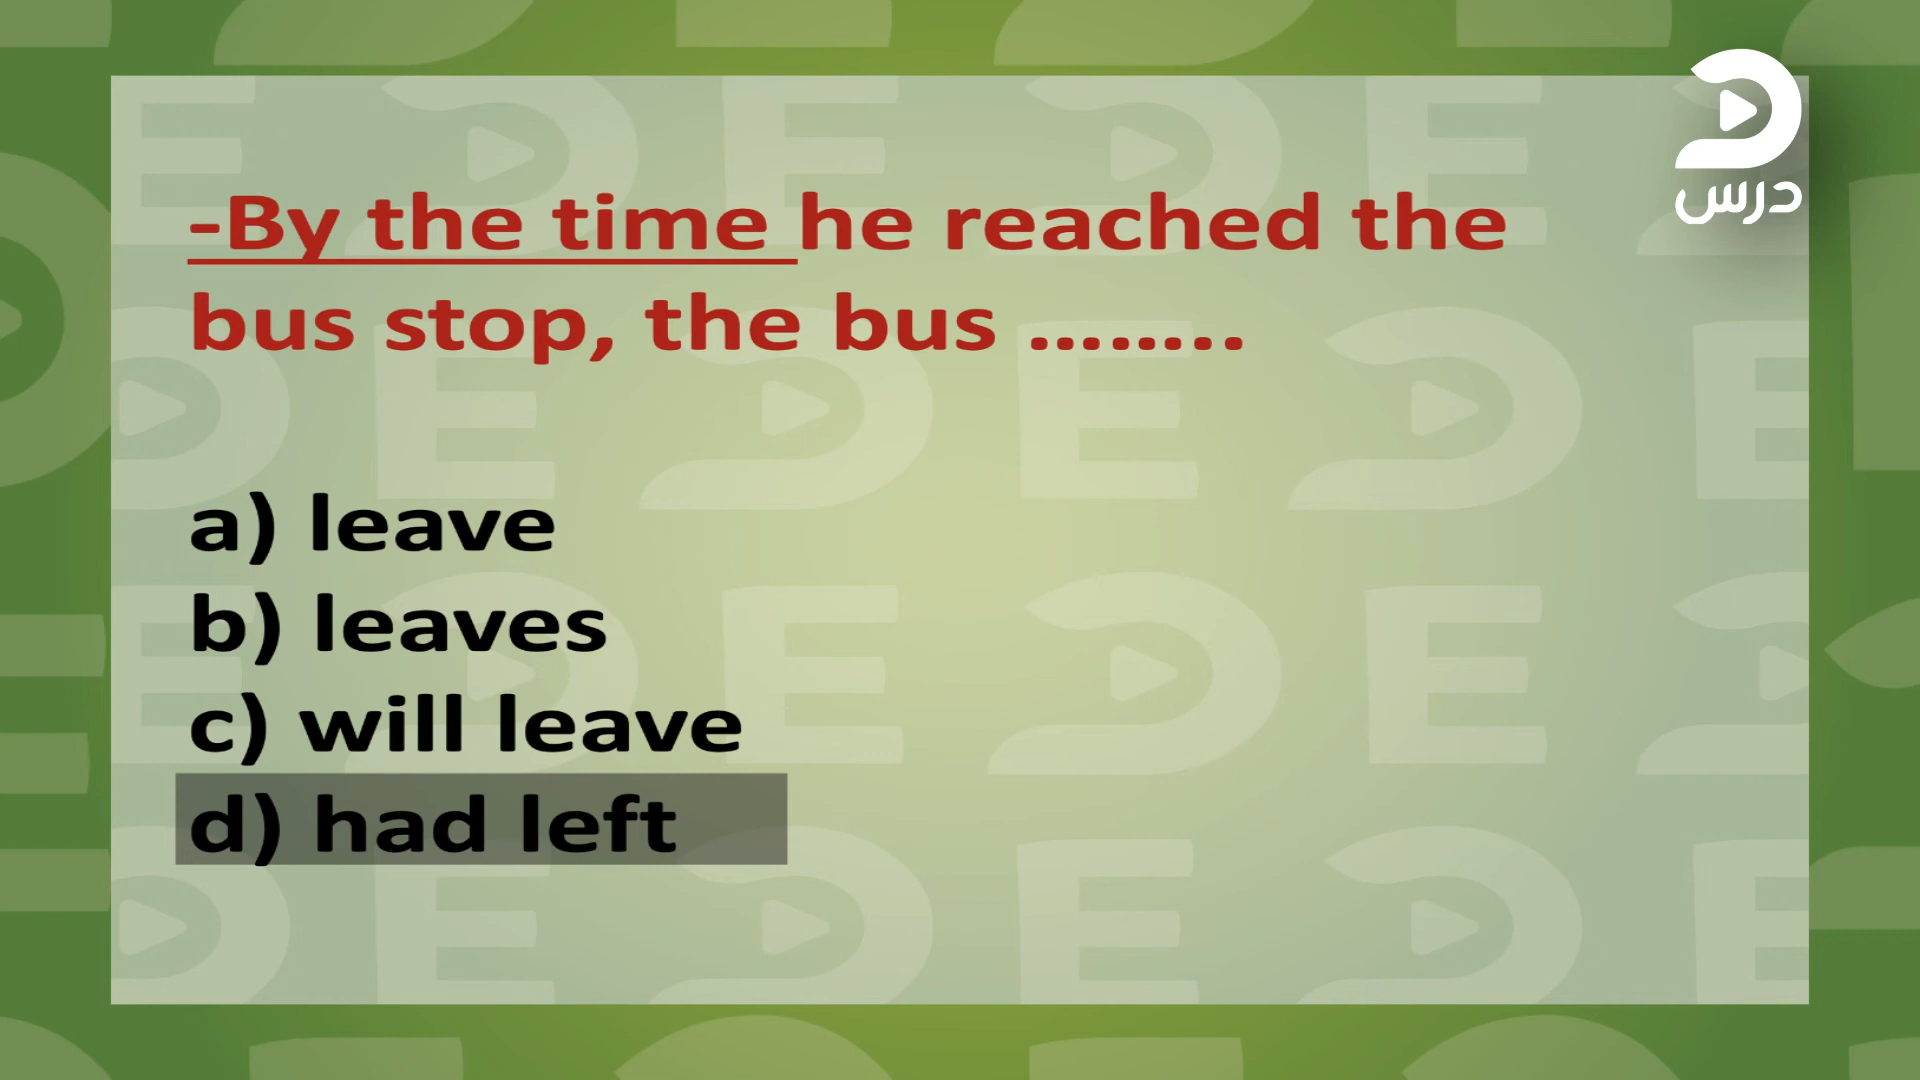 درس
-By the time he reached the
bus stop, the bus ........
a) leave
b) leaves
c) will leave
d) had left